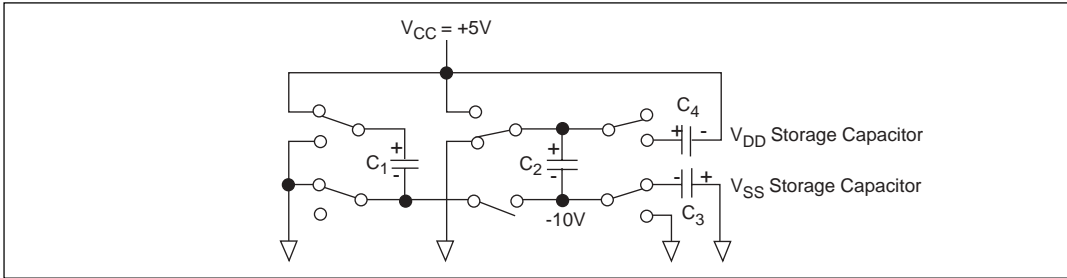 VCC = +5V
C4
+ -
VDD Storage Capacitor
+
C1
-
+
C2
-
- +
VSS Storage Capacitor
C3
-10V